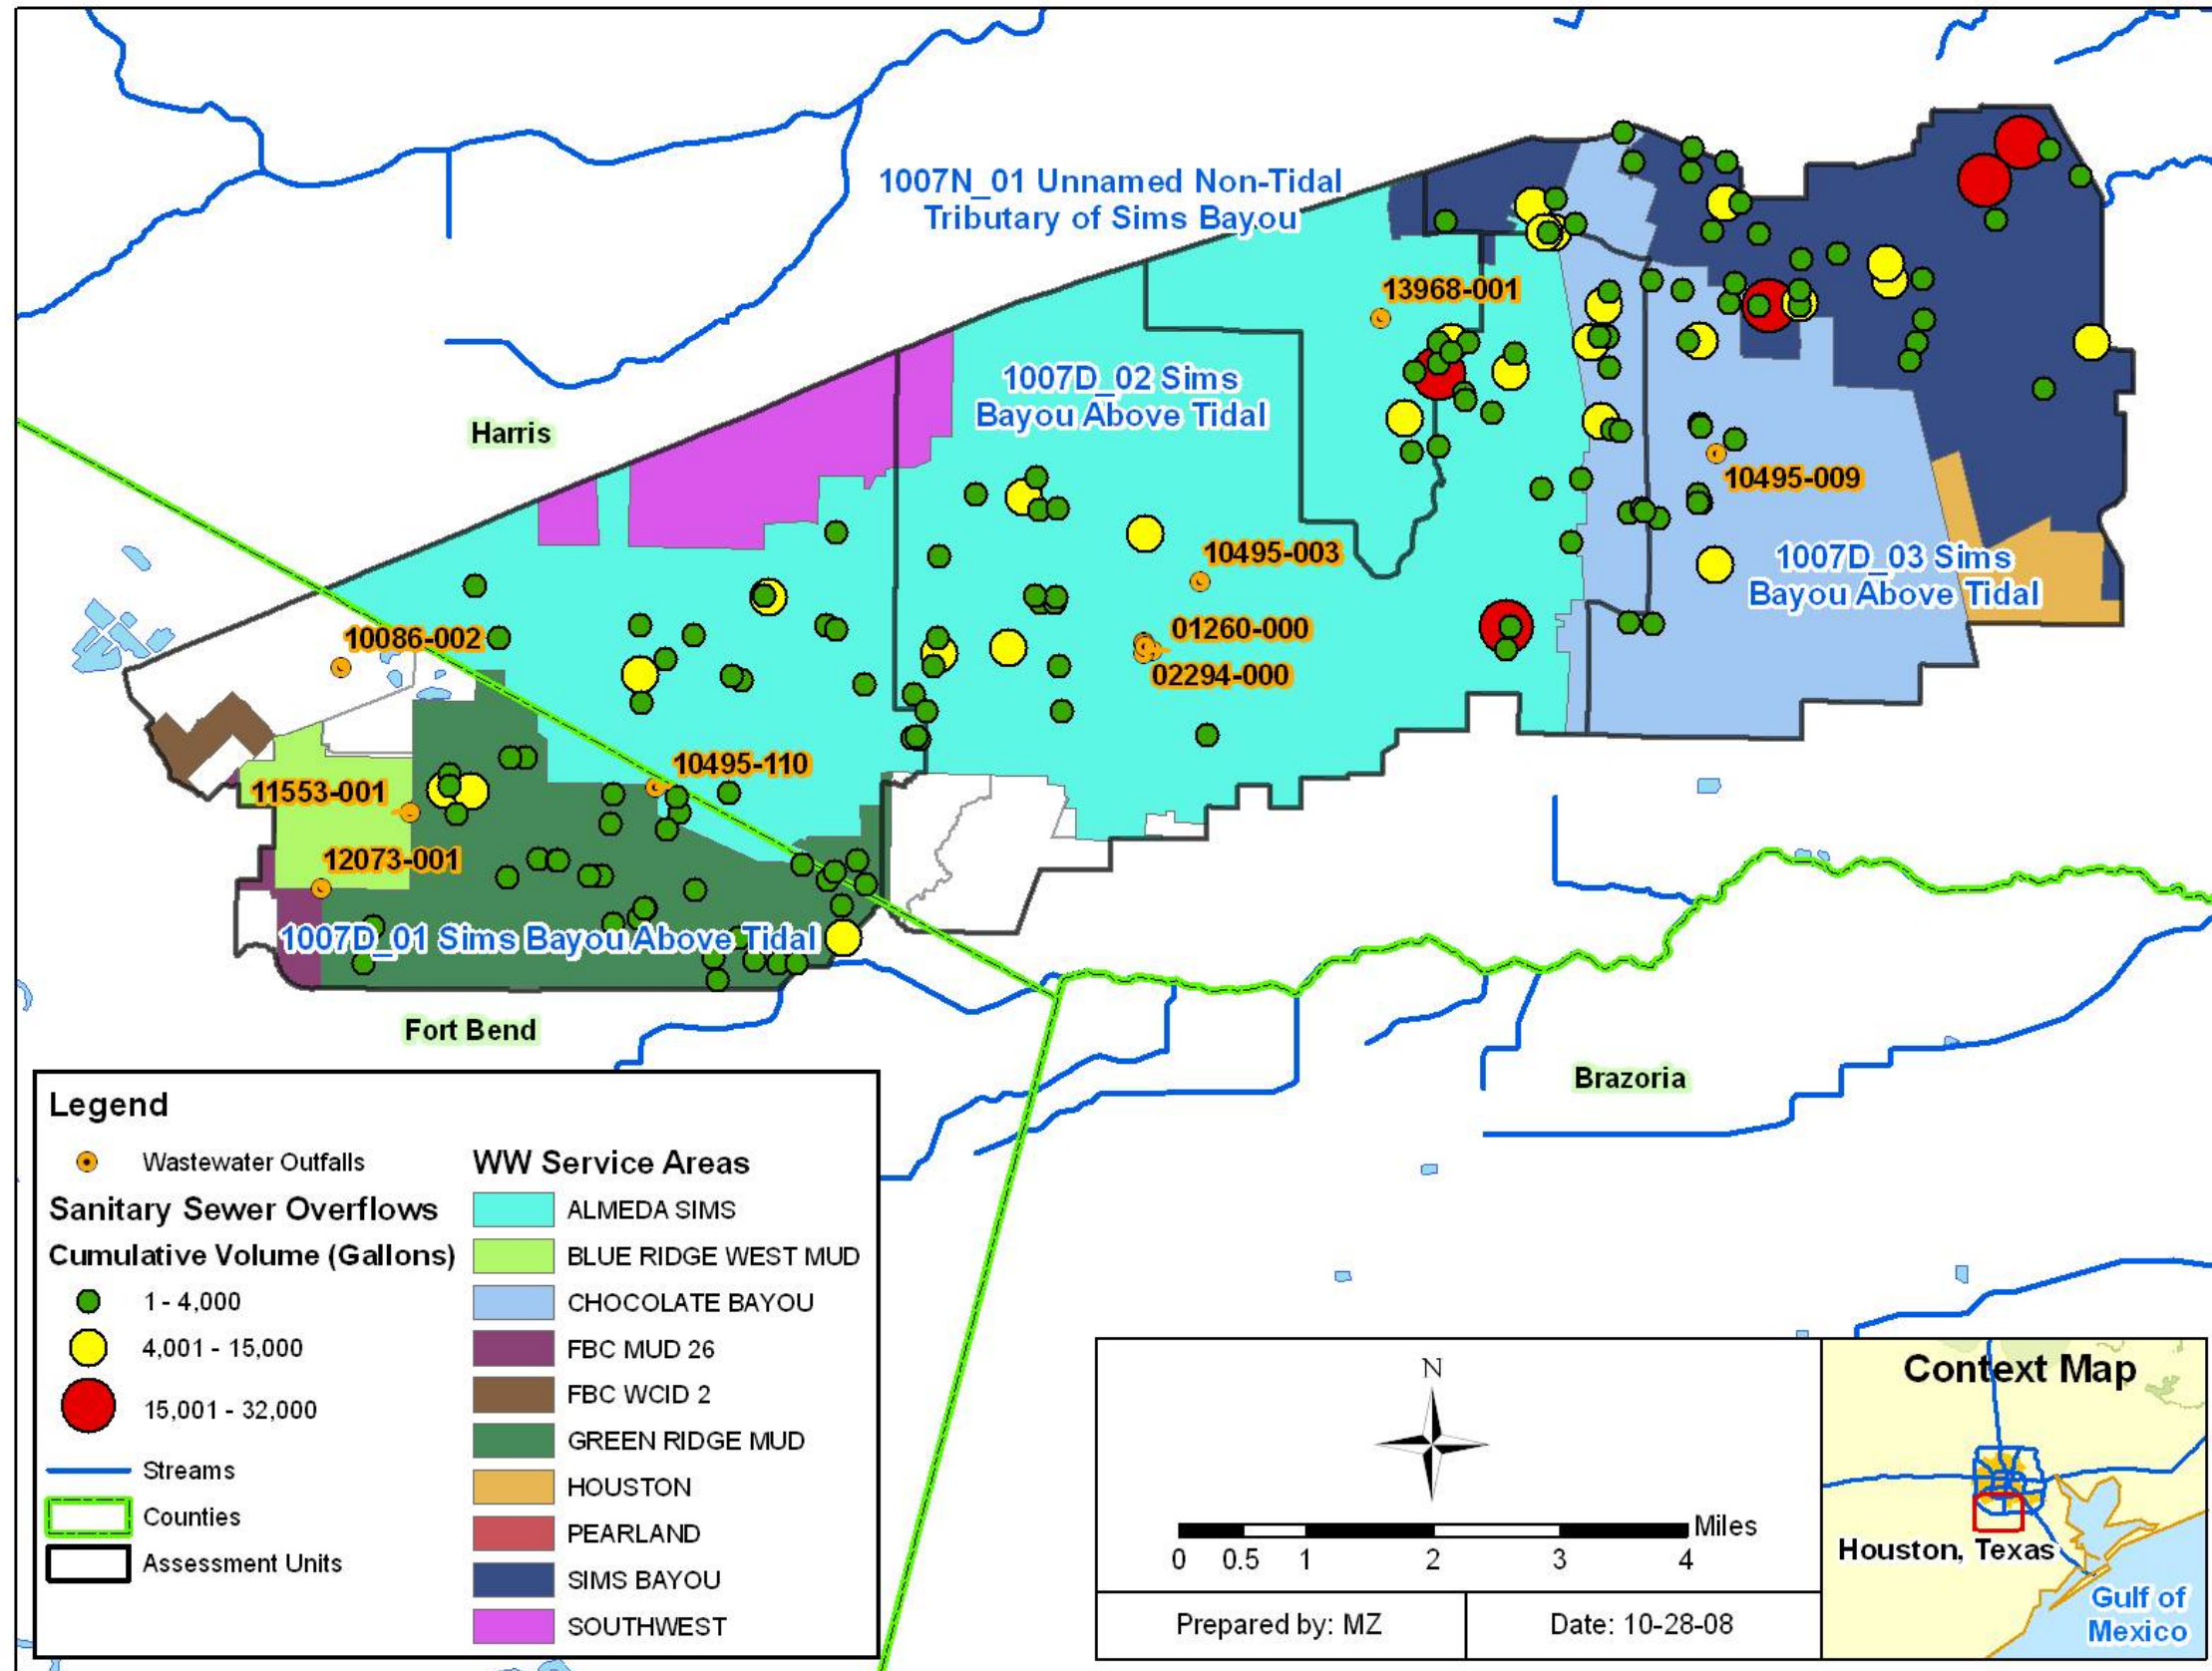 1007N_01 Unnamed Non-Tidal
Tributary of Sims Bayou
13968-001
1007D_02 Sims
Bayou Above Tidal
Harris
10495-009
10495-003
1007D_03 Sims
Bayou Above Tidal
10086-002
01260-000
02294-000
10495-110
11553-001
12073-001
1007D_01 Sims Bayou Above Tidal
Fort Bend
Brazoria
Legend
Wastewater Outfalls
Sanitary Sewer Overflows
Cumulative Volume (Gallons)
1 - 4,000
4,001 - 15,000
15,001 - 32,000
Streams
Counties
Assessment Units
WW Service Areas
ALMEDA SIMS
BLUE RIDGE WEST MUD
CHOCOLATE BAYOU
FBC MUD 26
FBC WCID 2
GREEN RIDGE MUD
HOUSTON
PEARLAND
SIMS BAYOU
SOUTHWEST
N
Miles
0 0.5 1 2 3 4
Prepared by: MZ
Date: 10-28-08
Context Map
Houston, Texas
Gulf of
Mexico